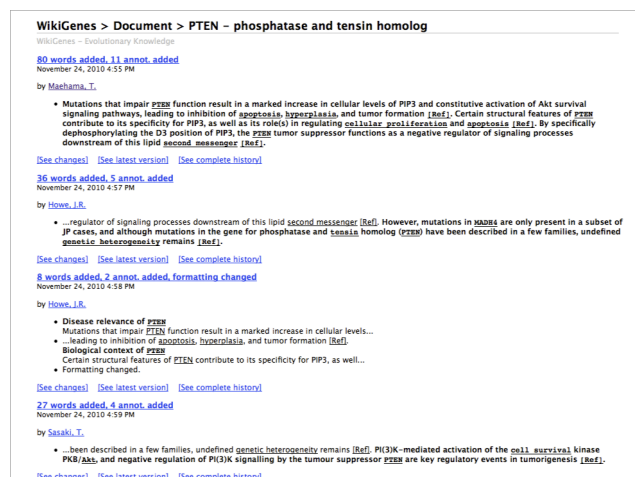 WikiGenes > Document > PTEN – phosphatase and tensin homolog
WikiGenes – Evolutionary Knowledge
80 words added, 11 annot. added
November 24, 2010 4:55 PM
by Maehama, T.
• Mutations that impair PTEN function result in a marked increase in cellular levels of PIP3 and constitutive activation of Akt survival
signaling pathways, leading to inhibition of apoptosis, hyperplasia, and tumor formation [Ref]. Certain structural features of PTEN
contribute to its specificity for PIP3, as well as its role(s) in regulating cellular proliferation and apoptosis [Ref]. By specifically
dephosphorylating the D3 position of PIP3, the PTEN tumor suppressor functions as a negative regulator of signaling processes
downstream of this lipid second messenger [Ref].
[See changes] [See latest version] [See complete history]
36 words added, 5 annot. added
November 24, 2010 4:57 PM
by Howe, J.R.
• ...regulator of signaling processes downstream of this lipid second messenger [Ref]. However, mutations in MADH4 are only present in a subset of
JP cases, and although mutations in the gene for phosphatase and tensin homolog (PTEN) have been described in a few families, undefined
genetic heterogeneity remains [Ref].
[See changes] [See latest version] [See complete history]
8 words added, 2 annot. added, formatting changed
November 24, 2010 4:58 PM
by Howe, J.R.
• Disease relevance of PTEN
Mutations that impair PTEN function result in a marked increase in cellular levels...
• ...leading to inhibition of apoptosis, hyperplasia, and tumor formation [Ref].
Biological context of PTEN
Certain structural features of PTEN contribute to its specificity for PIP3, as well...
• Formatting changed.
[See changes] [See latest version] [See complete history]
27 words added, 4 annot. added
November 24, 2010 4:59 PM
by Sasaki, T.
• ...been described in a few families, undefined genetic heterogeneity remains [Ref]. PI(3)K-mediated activation of the cell survival kinase
PKB/Akt, and negative regulation of PI(3)K signalling by the tumour suppressor PTEN are key regulatory events in tumorigenesis [Ref].
[See changes] [See latest version] [See complete history]